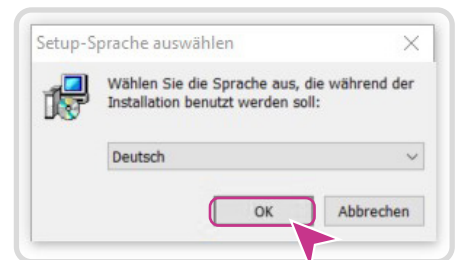 Setup-Sprache auswählen
Wählen Sie die Sprache aus, die während der
Installation benutzt werden soll:
Deutsch
OK
Abbrechen